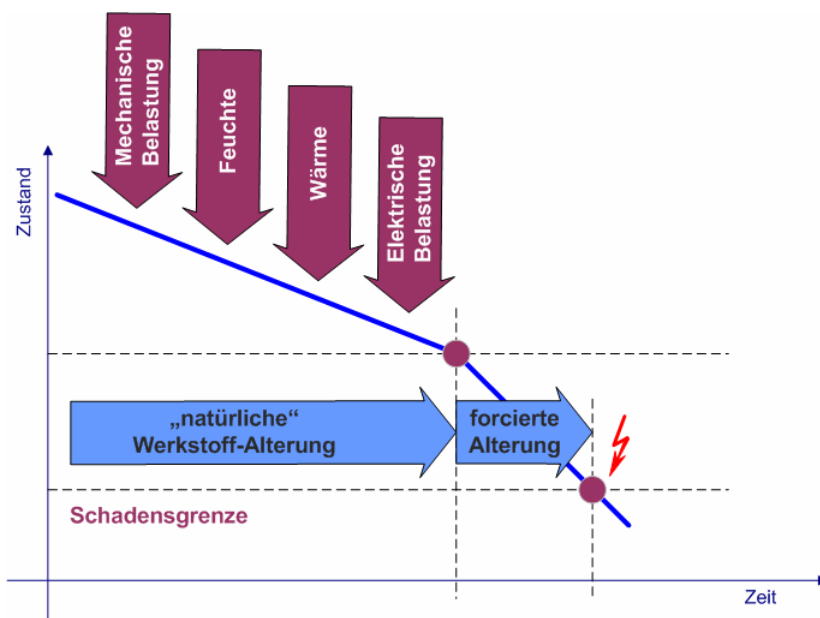 Mechanische
Belastung
Feuchte
Wärme
Elektrische
Belastung
Zustand
„natürliche“
Werkstoff-Alterung
forcierte
Alterung
Schadensgrenze
Zeit